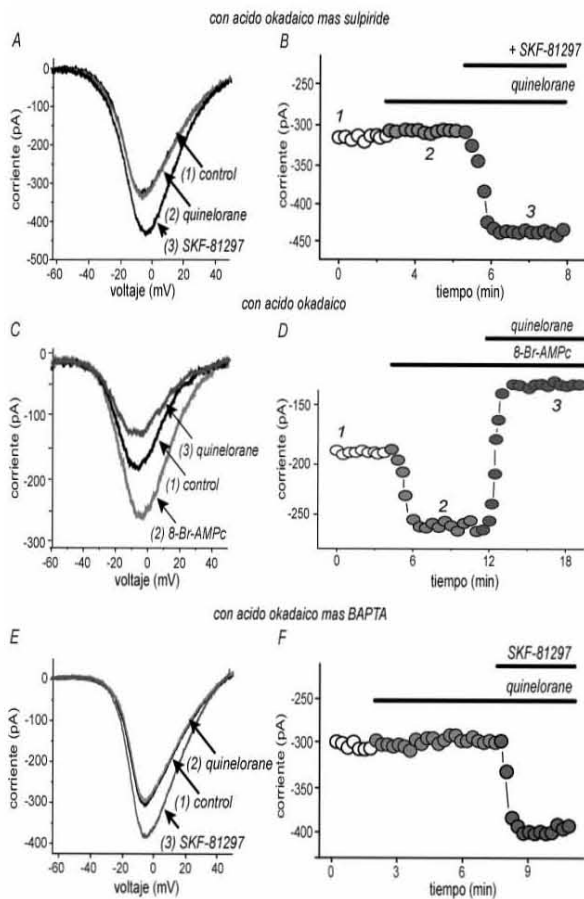 con acido okadaico mas sulpiride
A
B
0
-100
-200
-300
-400
-500
corriente (pA)
-60 -40 -20 0 20 40
voltaje (mV)
(1) control
(2) quinelorane
(3) SKF-81297
+ SKF-81297
quinelorane
1
2
3
-300
-350
-400
-450
corriente (pA)
0 2 4 6 8
tiempo (min)
con acido okadaico
C
D
0
-100
-200
-300
corriente (pA)
-60 -40 -20 0 20 40
voltaje (mV)
(3) quinelorane
(1) control
(2) 8-Br-AMPc
quinelorane
8-Br-AMPc
1
2
3
-150
-200
-250
corriente (pA)
0 6 12 18
tiempo (min)
con acido okadaico mas BAPTA
E
F
0
-100
-200
-300
-400
corriente (pA)
-60 -40 -20 0 20 40
voltaje (mV)
(2) quinelorane
(1) control
(3) SKF-81297
SKF-81297
quinelorane
-300
-400
corriente (pA)
0 3 6 9
tiempo (min)